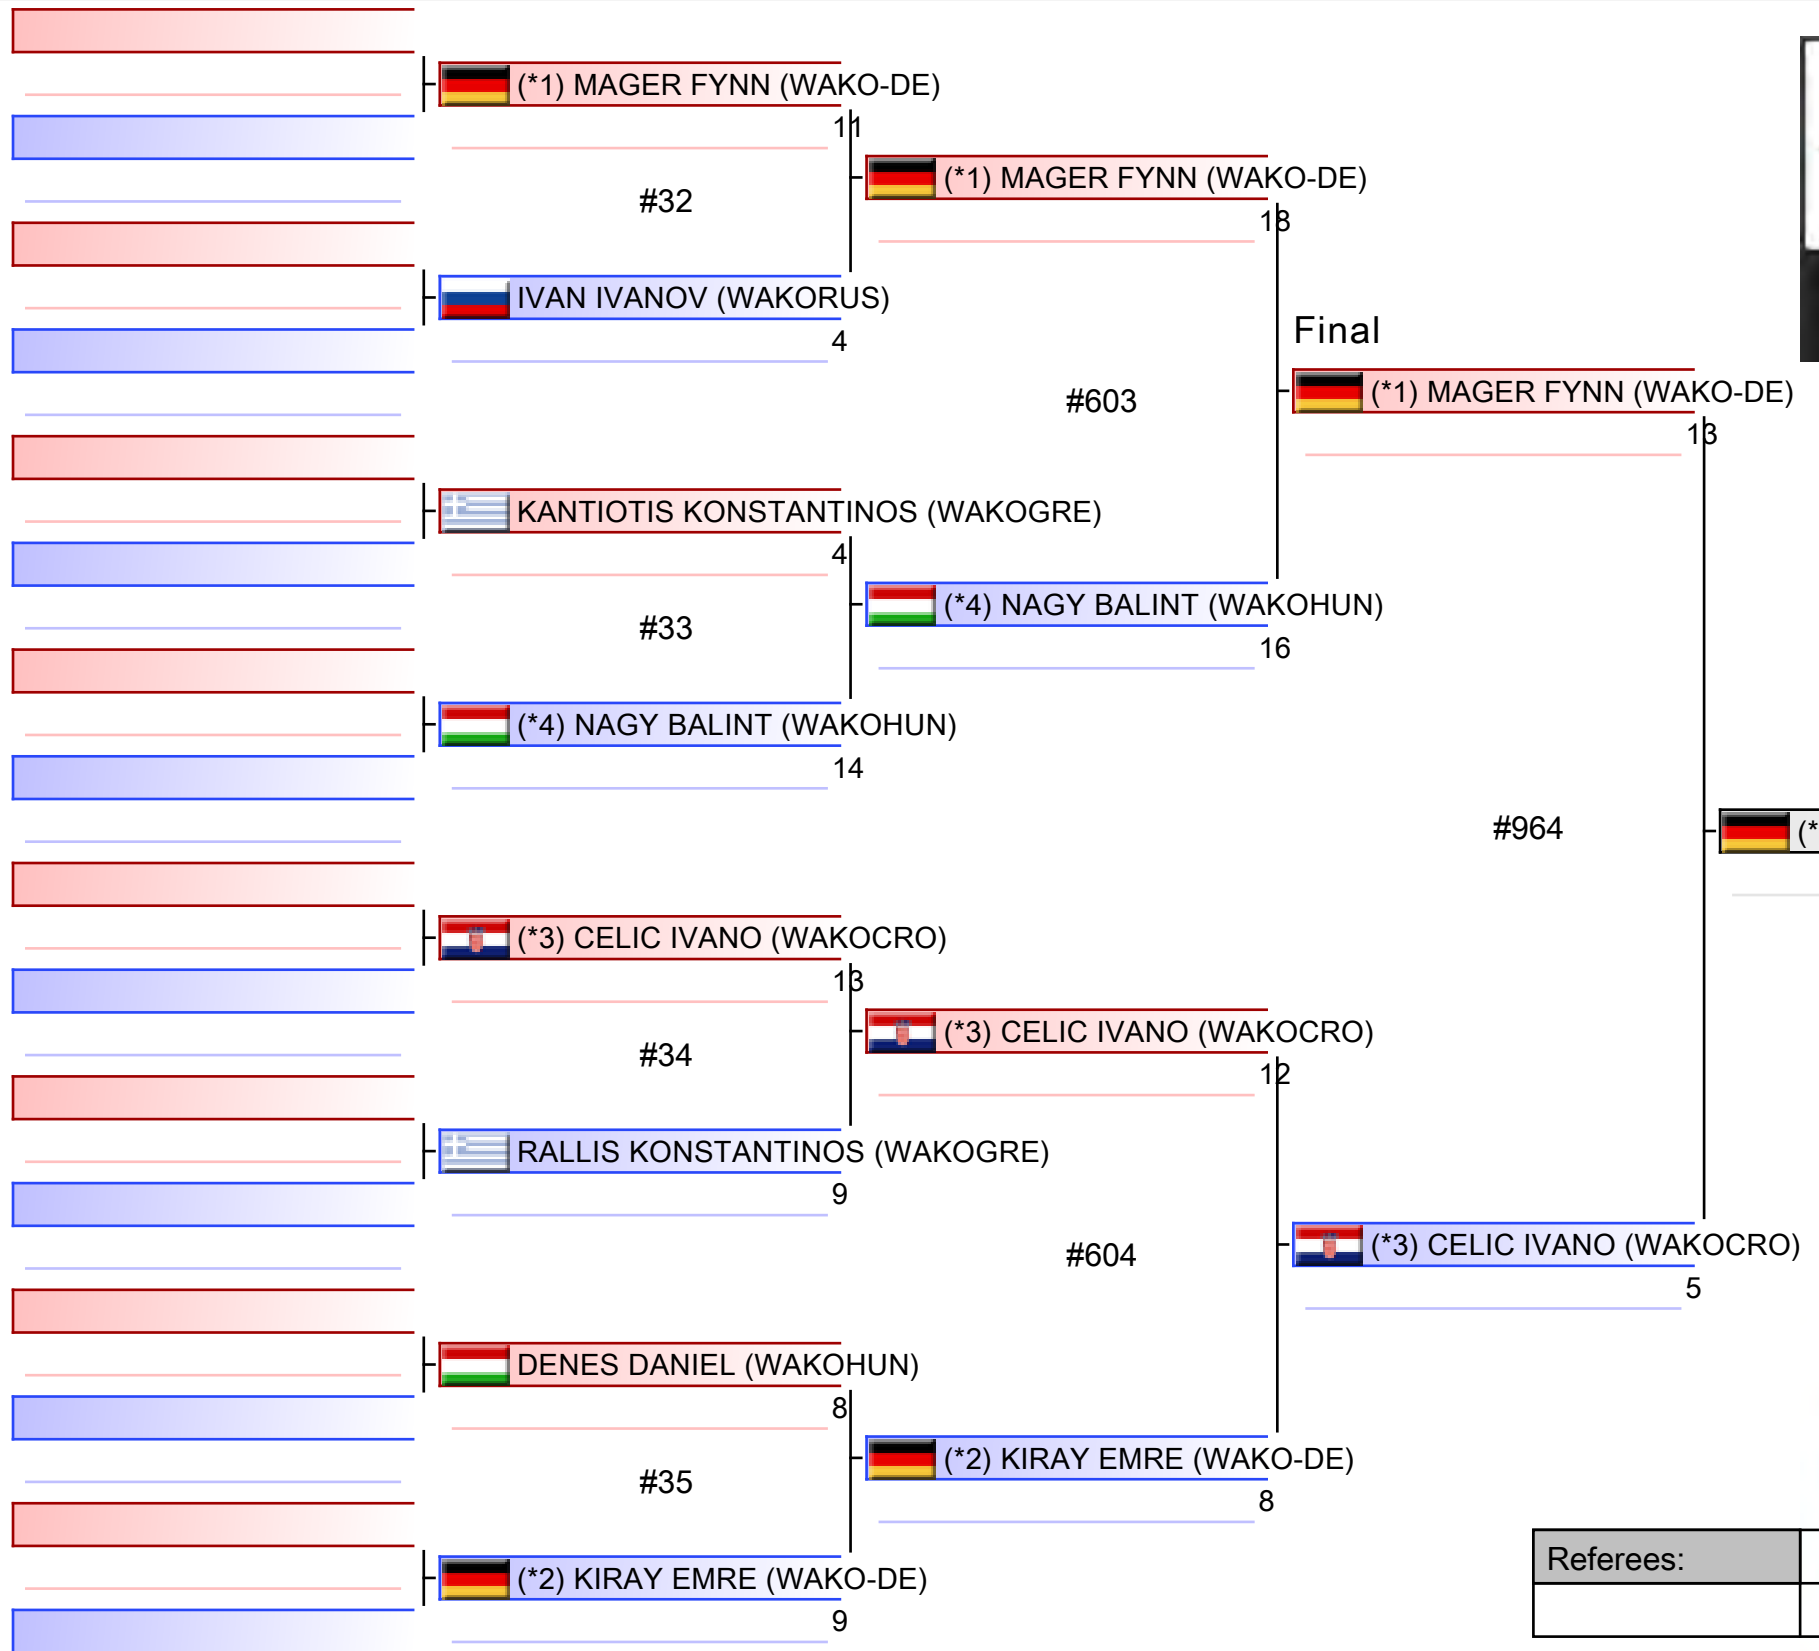 (*1) MAGER FYNN (WAKO-DE)
11
#32
IVAN IVANOV (WAKORUS)
4
KANTIOTIS KONSTANTINOS (WAKOGRE)
4
#33
(*4) NAGY BALINT (WAKOHUN)
14
(*3) CELIC IVANO (WAKOCRO)
13
#34
RALLIS KONSTANTINOS (WAKOGRE)
9
DENES DANIEL (WAKOHUN)
8
#35
(*2) KIRAY EMRE (WAKO-DE)
9
(*1) MAGER FYNN (WAKO-DE)
18
#603
(*4) NAGY BALINT (WAKOHUN)
16
(*3) CELIC IVANO (WAKOCRO)
12
#604
(*2) KIRAY EMRE (WAKO-DE)
8
Final
(*1) MAGER FYNN (WAKO-DE)
13
#964
(*3) CELIC IVANO (WAKOCRO)
5
(*
Referees: